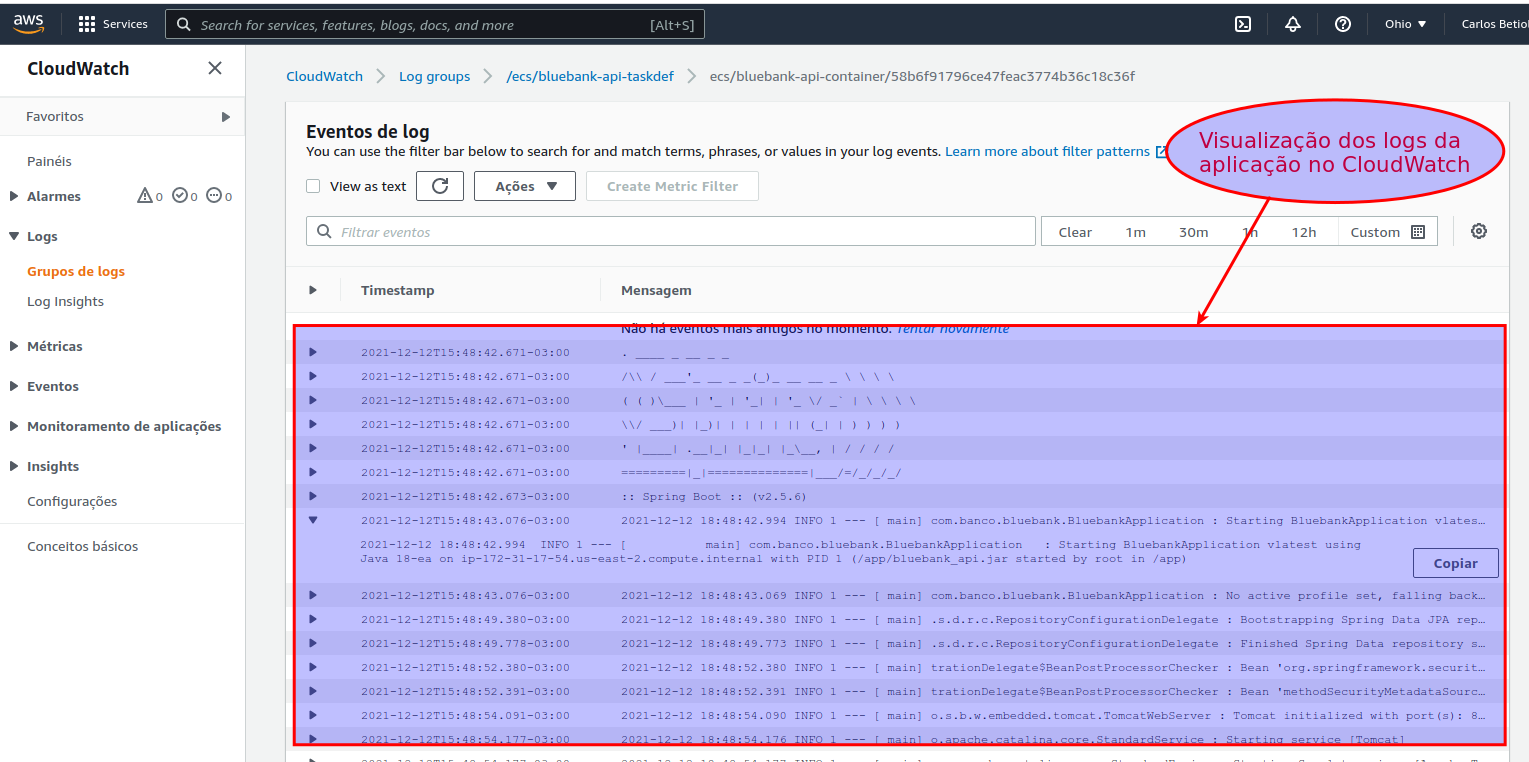 aws Services Search for services, features, blogs, docs, and more [Alt+S] Ohio Carlos Betiol
CloudWatch
Favoritos
Painéis
Alarmes 0 0 0
Logs
Grupos de logs
Log Insights
Métricas
Eventos
Monitoramento de aplicações
Insights
Configurações
Conceitos básicos
CloudWatch Log groups /ecs/bluebank-api-taskdef ecs/bluebank-api-container/58b6f91796ce47feac3774b36c18c36f
Eventos de log
You can use the filter bar below to search for and match terms, phrases, or values in your log events. Learn more about filter patterns
Visualização dos logs da
aplicação no CloudWatch
View as text Ações Create Metric Filter
Filtrar eventos Clear 1m 30m 1h 12h Custom
Timestamp Mensagem
Não há eventos mais antigos no momento. Tentar novamente
2021-12-12T15:48:42.671-03:00 . ____ _ __ _ _
2021-12-12T15:48:42.671-03:00 /\\ / ___'_ __ _ _(_)_ __ __ _ \ \ \ \
2021-12-12T15:48:42.671-03:00 ( ( )\___ | '_ | '_| | '_ \/ _` | \ \ \ \
2021-12-12T15:48:42.671-03:00 \\/ ___)| |_)| | | | | || (_| | ) ) ) )
2021-12-12T15:48:42.671-03:00 ' |____| .__|_| |_|_| |_\__, | / / / /
2021-12-12T15:48:42.671-03:00 =========|_|==============|___/=/_/_/_/
2021-12-12T15:48:42.673-03:00 :: Spring Boot :: (v2.5.6)
2021-12-12T15:48:43.076-03:00 2021-12-12 18:48:42.994 INFO 1 --- [ main] com.banco.bluebank.BluebankApplication : Starting BluebankApplication vlates…
2021-12-12 18:48:42.994 INFO 1 --- [ main] com.banco.bluebank.BluebankApplication : Starting BluebankApplication vlatest using
Java 18-ea on ip-172-31-17-54.us-east-2.compute.internal with PID 1 (/app/bluebank_api.jar started by root in /app)
Copiar
2021-12-12T15:48:43.076-03:00 2021-12-12 18:48:43.069 INFO 1 --- [ main] com.banco.bluebank.BluebankApplication : No active profile set, falling back…
2021-12-12T15:48:49.380-03:00 2021-12-12 18:48:49.380 INFO 1 --- [ main] .s.d.r.c.RepositoryConfigurationDelegate : Bootstrapping Spring Data JPA rep…
2021-12-12T15:48:49.778-03:00 2021-12-12 18:48:49.773 INFO 1 --- [ main] .s.d.r.c.RepositoryConfigurationDelegate : Finished Spring Data repository s…
2021-12-12T15:48:52.380-03:00 2021-12-12 18:48:52.380 INFO 1 --- [ main] trationDelegate$BeanPostProcessorChecker : Bean 'org.springframework.securit…
2021-12-12T15:48:52.391-03:00 2021-12-12 18:48:52.391 INFO 1 --- [ main] trationDelegate$BeanPostProcessorChecker : Bean 'methodSecurityMetadataSourc…
2021-12-12T15:48:54.091-03:00 2021-12-12 18:48:54.090 INFO 1 --- [ main] o.s.b.w.embedded.tomcat.TomcatWebServer : Tomcat initialized with port(s): 8…
2021-12-12T15:48:54.177-03:00 2021-12-12 18:48:54.176 INFO 1 --- [ main] o.apache.catalina.core.StandardService : Starting service [Tomcat]